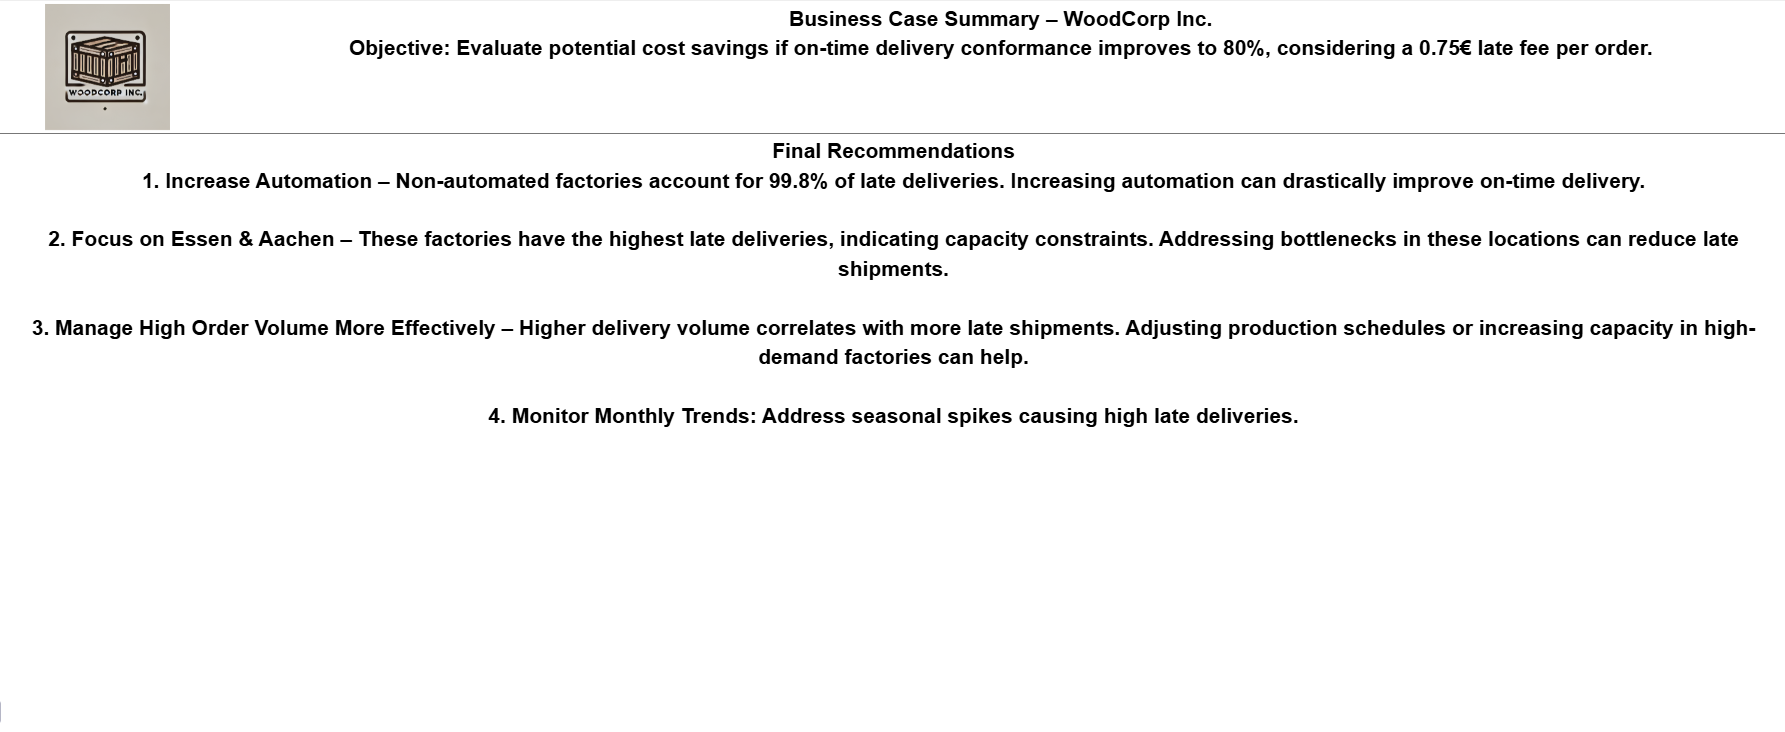 WOODCORP INC.
Business Case Summary – WoodCorp Inc.
Objective: Evaluate potential cost savings if on-time delivery conformance improves to 80%, considering a 0.75€ late fee per order.
Final Recommendations
1. Increase Automation – Non-automated factories account for 99.8% of late deliveries. Increasing automation can drastically improve on-time delivery.
2. Focus on Essen & Aachen – These factories have the highest late deliveries, indicating capacity constraints. Addressing bottlenecks in these locations can reduce late
shipments.
3. Manage High Order Volume More Effectively – Higher delivery volume correlates with more late shipments. Adjusting production schedules or increasing capacity in high-
demand factories can help.
4. Monitor Monthly Trends: Address seasonal spikes causing high late deliveries.